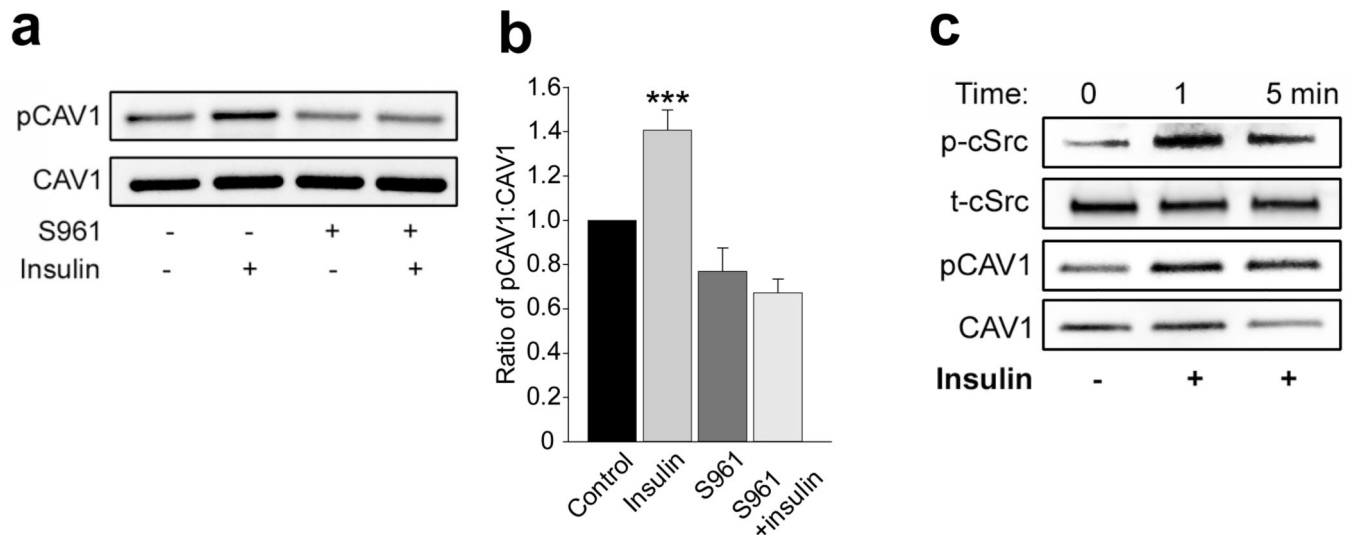 a
pCAV1
CAV1
S961 - - + +
Insulin - + - +
b
Ratio of pCAV1:CAV1
1.6
1.4
1.2
1.0
0.8
0.6
0.4
0.2
0
***
Control
Insulin
S961
S961
+insulin
c
Time: 0 1 5 min
p-cSrc
t-cSrc
pCAV1
CAV1
Insulin - + +